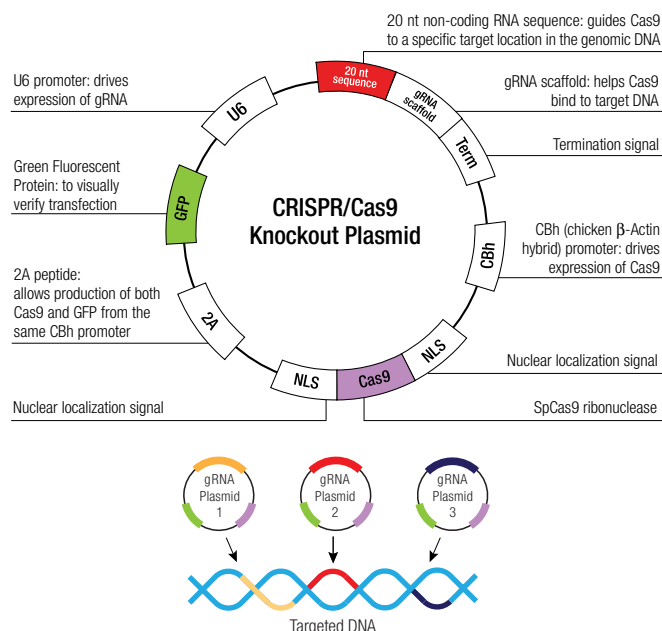 20 nt non-coding RNA sequence: guides Cas9
to a specific target location in the genomic DNA
U6 promoter: drives
expression of gRNA
gRNA scaffold: helps Cas9
bind to target DNA
Termination signal
Green Fluorescent
Protein: to visually
verify transfection
CBh (chicken β-Actin
hybrid) promoter: drives
expression of Cas9
2A peptide:
allows production of both
Cas9 and GFP from the
same CBh promoter
Nuclear localization signal
Nuclear localization signal
SpCas9 ribonuclease
20 nt
sequence
gRNA
scaffold
Term
CBh
NLS
Cas9
NLS
2A
GFP
U6
CRISPR/Cas9
Knockout Plasmid
gRNA
Plasmid
1
gRNA
Plasmid
2
gRNA
Plasmid
3
Targeted DNA